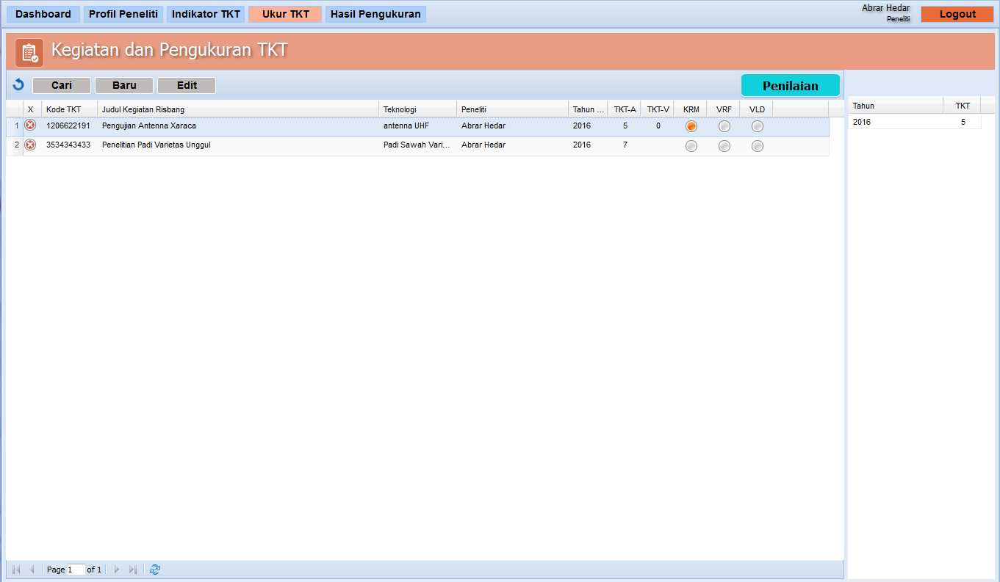 Dashboard Profil Peneliti Indikator TKT Ukur TKT Hasil Pengukuran Abrar Hedar Logout
Peneliti
Kegiatan dan Pengukuran TKT
Cari Baru Edit Penilaian
X Kode TKT Judul Kegiatan Risbang Teknologi Peneliti Tahun ... TKT-A TKT-V KRM VRF VLD
1 1206622191 Pengujian Antenna Xaraca antenna UHF Abrar Hedar 2016 5 0
2 3534343433 Penelitian Padi Varietas Unggul Padi Sawah Vari... Abrar Hedar 2016 7
Tahun TKT
2016 5
Page 1 of 1